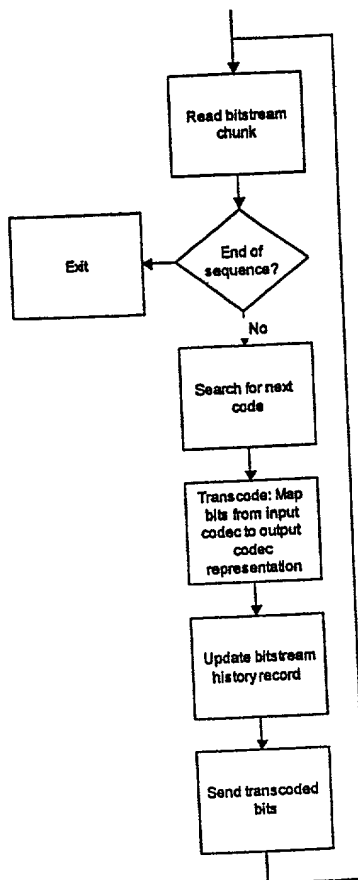 Read bitstream
chunk
End of
sequence?
Exit
No
Search for next
code
Transcode: Map
bits from input
codec to output
codec
representation
Update bitstream
history record
Send transcoded
bits